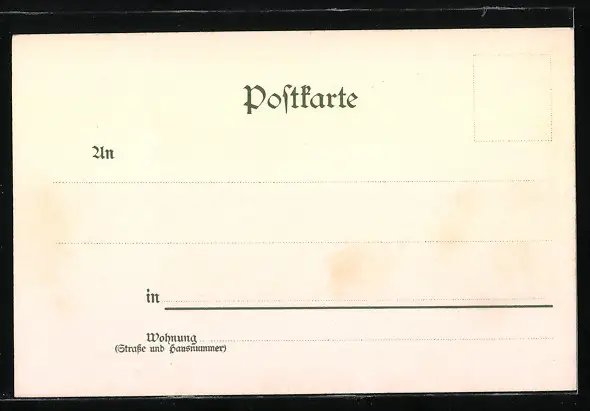 Poſtkarte
An
in
Wohnung
(Straße und Hausnummer)